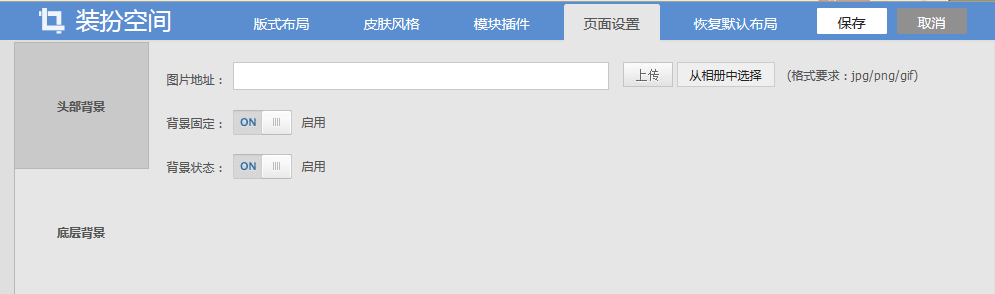 装扮空间 版式布局 皮肤风格 模块插件 页面设置 恢复默认布局 保存 取消
图片地址： 上传 从相册中选择 (格式要求：jpg/png/gif)
头部背景
背景固定： ON 启用
背景状态： ON 启用
底层背景